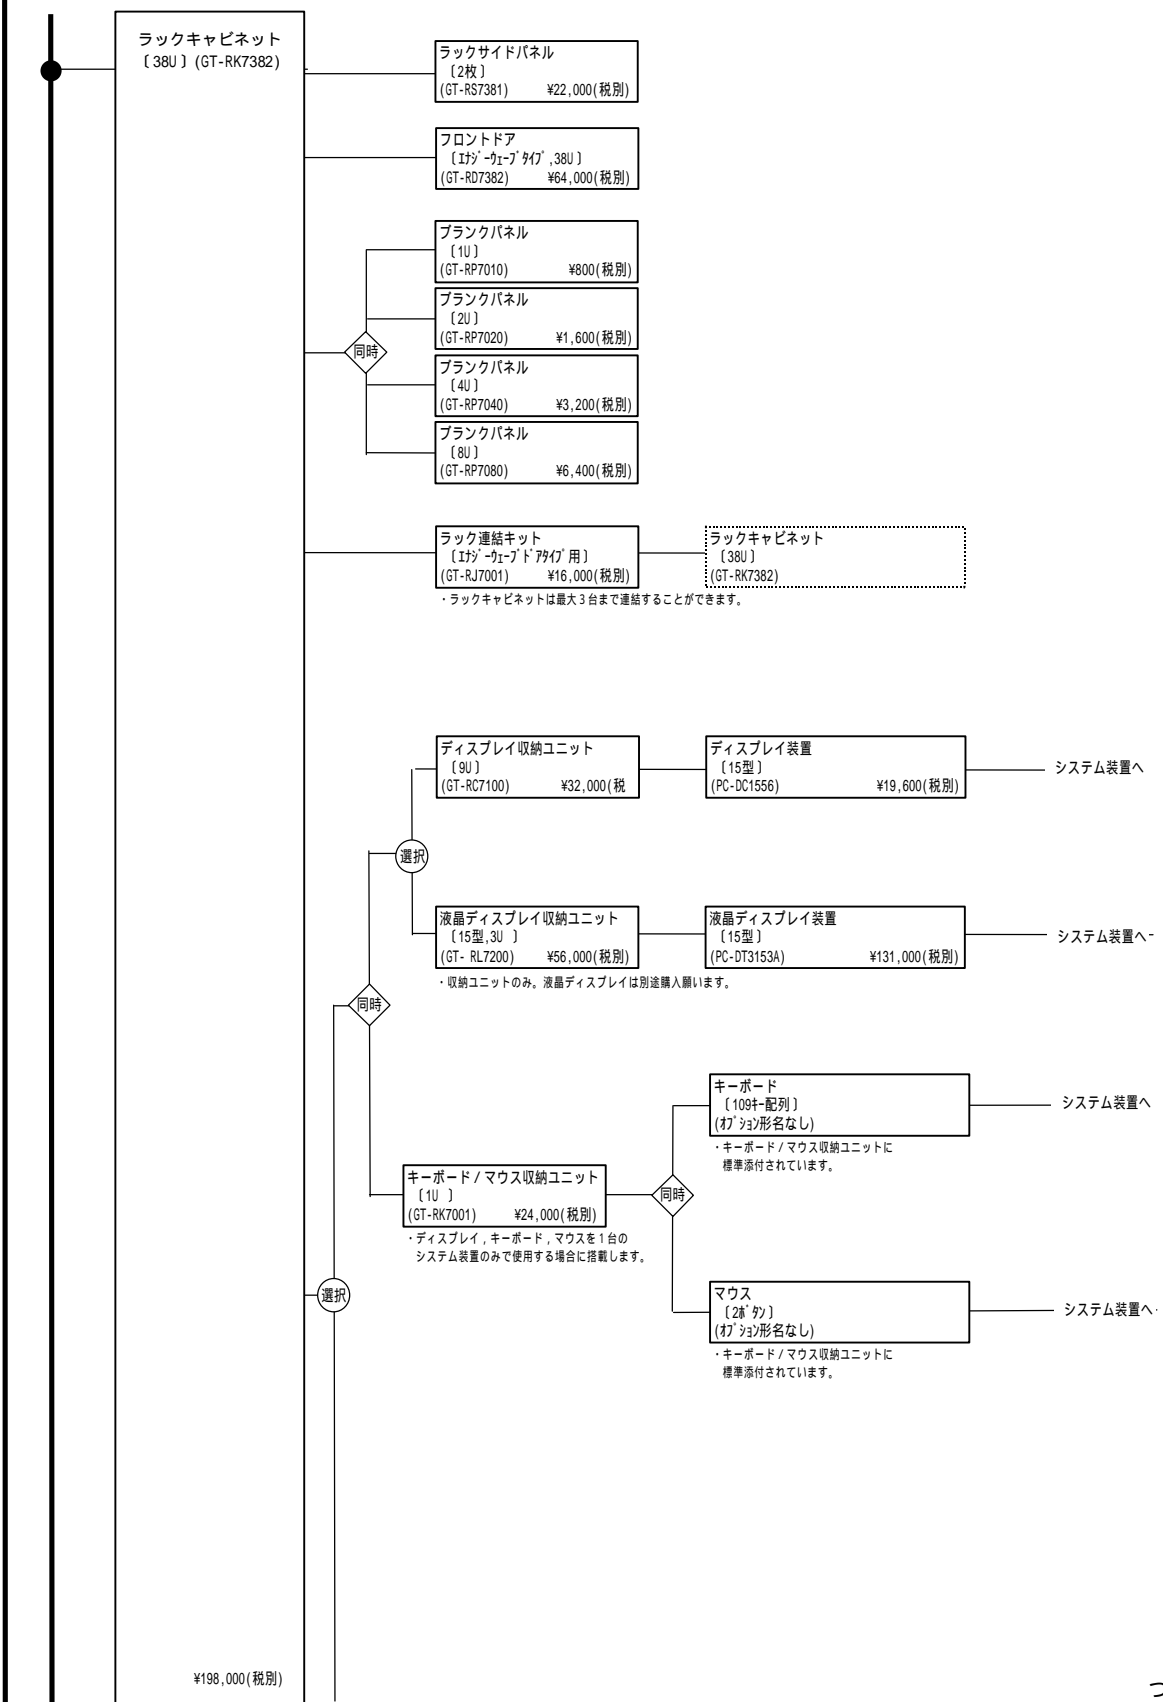 ラックキャビネット
〔38U〕(GT-RK7382)
ラックサイドパネル
〔2枚〕
(GT-RS7381) ¥22,000(税別)
フロントドア
〔ｴﾅｼﾞｰｳｪｰﾌﾞﾀｲﾌﾟ,38U〕
(GT-RD7382) ¥64,000(税別)
ブランクパネル
〔1U〕
(GT-RP7010) ¥800(税別)
ブランクパネル
〔2U〕
(GT-RP7020) ¥1,600(税別)
同時
ブランクパネル
〔4U〕
(GT-RP7040) ¥3,200(税別)
ブランクパネル
〔8U〕
(GT-RP7080) ¥6,400(税別)
ラック連結キット
〔ｴﾅｼﾞｰｳｪｰﾌﾞﾄﾞｱﾀｲﾌﾟ用〕
(GT-RJ7001) ¥16,000(税別)
ラックキャビネット
〔38U〕
(GT-RK7382)
・ラックキャビネットは最大３台まで連結することができます。
ディスプレイ収納ユニット
〔9U〕
(GT-RC7100) ¥32,000(税
ディスプレイ装置
〔15型〕
(PC-DC1556) ¥19,600(税別)
システム装置へ
選択
液晶ディスプレイ収納ユニット
〔15型,3U 〕
(GT- RL7200) ¥56,000(税別)
液晶ディスプレイ装置
〔15型〕
(PC-DT3153A) ¥131,000(税別)
システム装置へ
・収納ユニットのみ。液晶ディスプレイは別途購入願います。
同時
キーボード
〔109ｷｰ配列〕
(ｵﾌﾟｼｮﾝ形名なし)
システム装置へ
・キーボード/マウス収納ユニットに
標準添付されています。
キーボード/マウス収納ユニット
〔1U 〕
(GT-RK7001) ¥24,000(税別)
同時
・ディスプレイ,キーボード,マウスを１台の
システム装置のみで使用する場合に搭載します。
選択
マウス
〔2ﾎﾞﾀﾝ〕
(ｵﾌﾟｼｮﾝ形名なし)
システム装置へ
・キーボード/マウス収納ユニットに
標準添付されています。
¥198,000(税別)